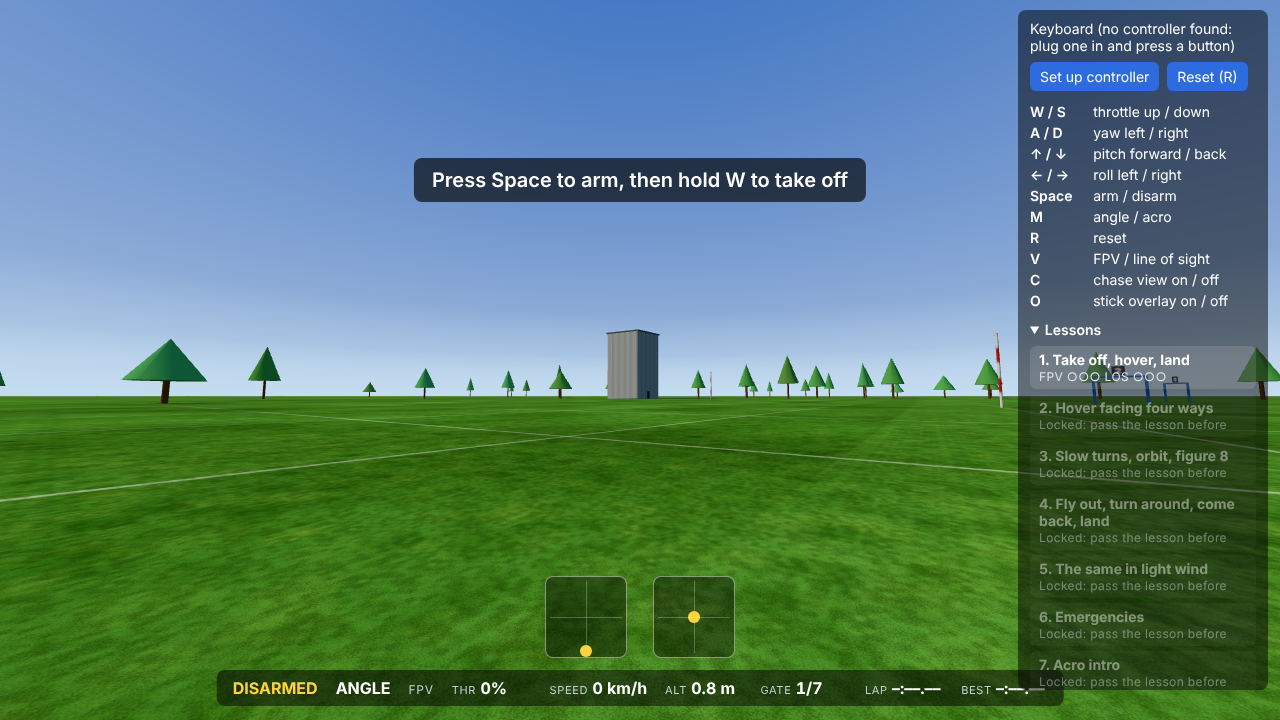 Keyboard (no controller found:
plug one in and press a button)
Set up controller
Reset (R)
W / S throttle up / down
A / D yaw left / right
↑ / ↓ pitch forward / back
← / → roll left / right
Space arm / disarm
M angle / acro
R reset
V FPV / line of sight
C chase view on / off
O stick overlay on / off
▼ Lessons
1. Take off, hover, land
FPV ○○○ LOS ○○○
2. Hover facing four ways
Locked: pass the lesson before
3. Slow turns, orbit, figure 8
Locked: pass the lesson before
4. Fly out, turn around, come
back, land
Locked: pass the lesson before
5. The same in light wind
Locked: pass the lesson before
6. Emergencies
Locked: pass the lesson before
7. Acro intro
Locked: pass the lesson before
Press Space to arm, then hold W to take off
DISARMED ANGLE FPV THR 0% SPEED 0 km/h ALT 0.8 m GATE 1/7 LAP –:––.–– BEST –:––.––